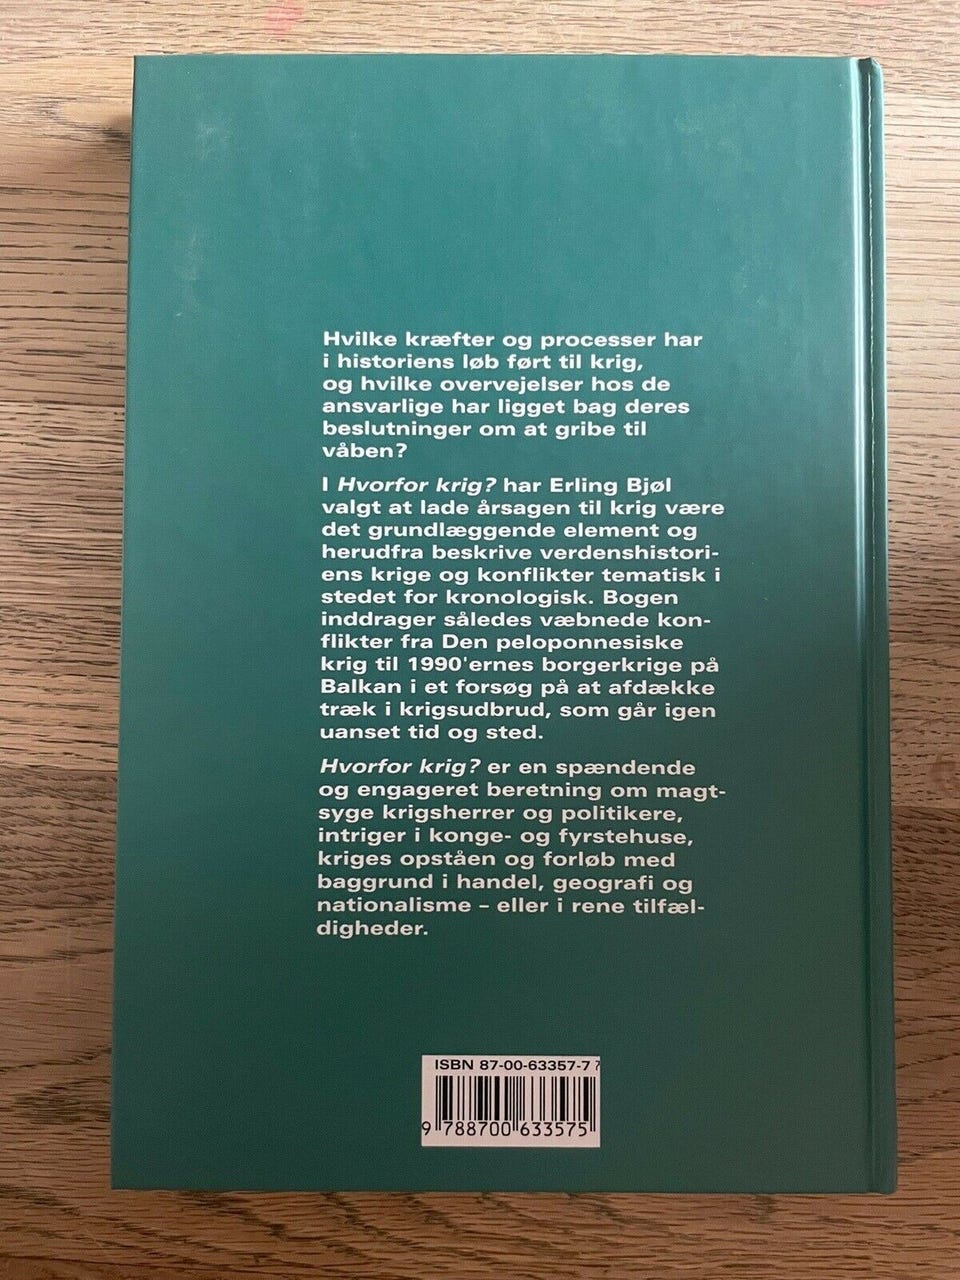 Hvilke kræfter og processer har
i historiens løb ført til krig,
og hvilke overvejelser hos de
ansvarlige har ligget bag deres
beslutninger om at gribe til
våben?
I Hvorfor krig? har Erling Bjøl
valgt at lade årsagen til krig være
det grundlæggende element og
herudfra beskrive verdenshistori-
ens krige og konflikter tematisk i
stedet for kronologisk. Bogen
inddrager således væbnede kon-
flikter fra Den peloponnesiske
krig til 1990'ernes borgerkrige på
Balkan i et forsøg på at afdække
træk i krigsudbrud, som går igen
uanset tid og sted.
Hvorfor krig? er en spændende
og engageret beretning om magt-
syge krigsherrer og politikere,
intriger i konge- og fyrstehuse,
kriges opståen og forløb med
baggrund i handel, geografi og
nationalisme – eller i rene tilfæl-
digheder.
ISBN 87-00-63357-7 7
9 788700 633575